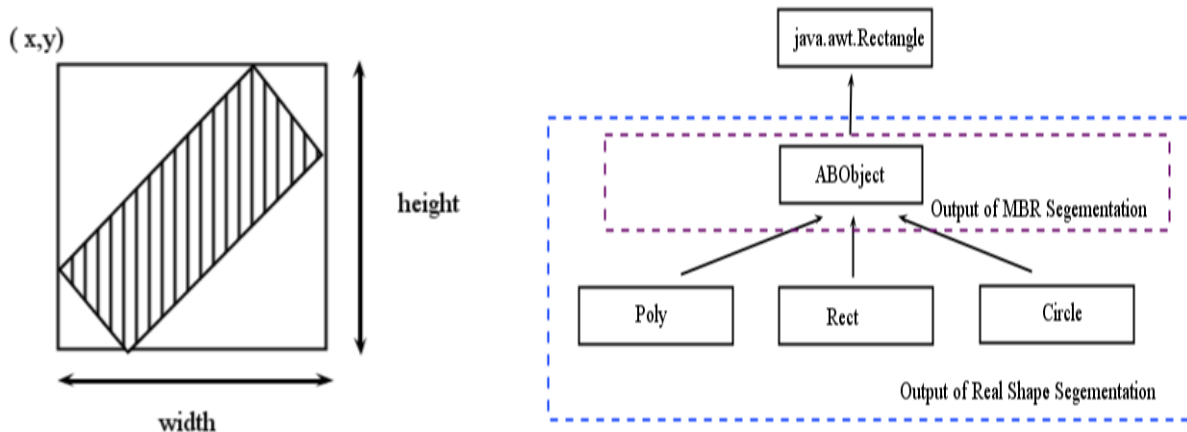 ( x,y)
height
width
java.awt.Rectangle
ABObject
Output of MBR Segementation
Poly
Rect
Circle
Output of Real Shape Segementation